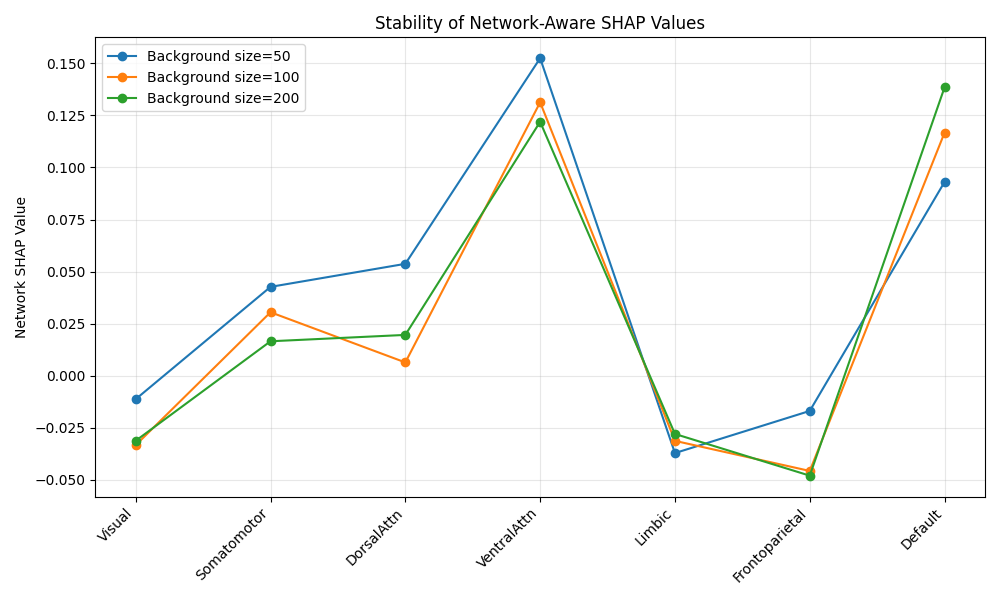 Stability of Network-Aware SHAP Values
Background size=50
Background size=100
Background size=200
Network SHAP Value
0.150
0.125
0.100
0.075
0.050
0.025
0.000
−0.025
−0.050
Visual
Somatomotor
DorsalAttn
VentralAttn
Limbic
Frontoparietal
Default